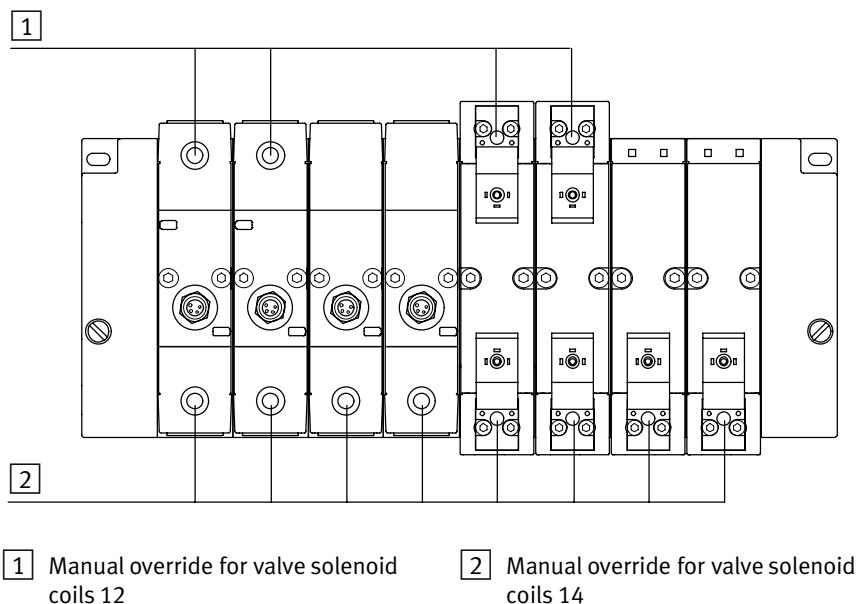 1
2
1 Manual override for valve solenoid
coils 12
2 Manual override for valve solenoid
coils 14